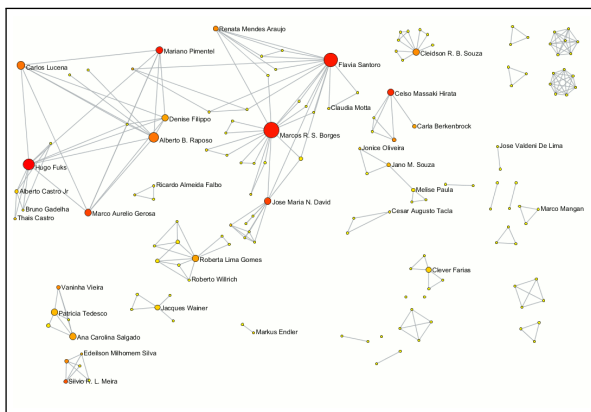 Renata Mendes Araujo
Mariano Pimentel
Cleidson R. B. Souza
Flavia Santoro
Carlos Lucena
Celso Massaki Hirata
Claudia Motta
Denise Filippo
Carla Berkenbrock
Marcos R. S. Borges
Alberto B. Raposo
Jonice Oliveira
Jose Valdeni De Lima
Hugo Fuks
Jano M. Souza
Ricardo Almeida Falbo
Alberto Castro Jr
Melise Paula
Jose Maria N. David
Bruno Gadelha
Marco Aurelio Gerosa
Cesar Augusto Tacla
Marco Mangan
Thais Castro
Roberta Lima Gomes
Clever Farias
Roberto Willrich
Vaninha Vieira
Jacques Wainer
Patricia Tedesco
Markus Endler
Ana Carolina Salgado
Edeilson Milhomem Silva
Silvio R. L. Meira